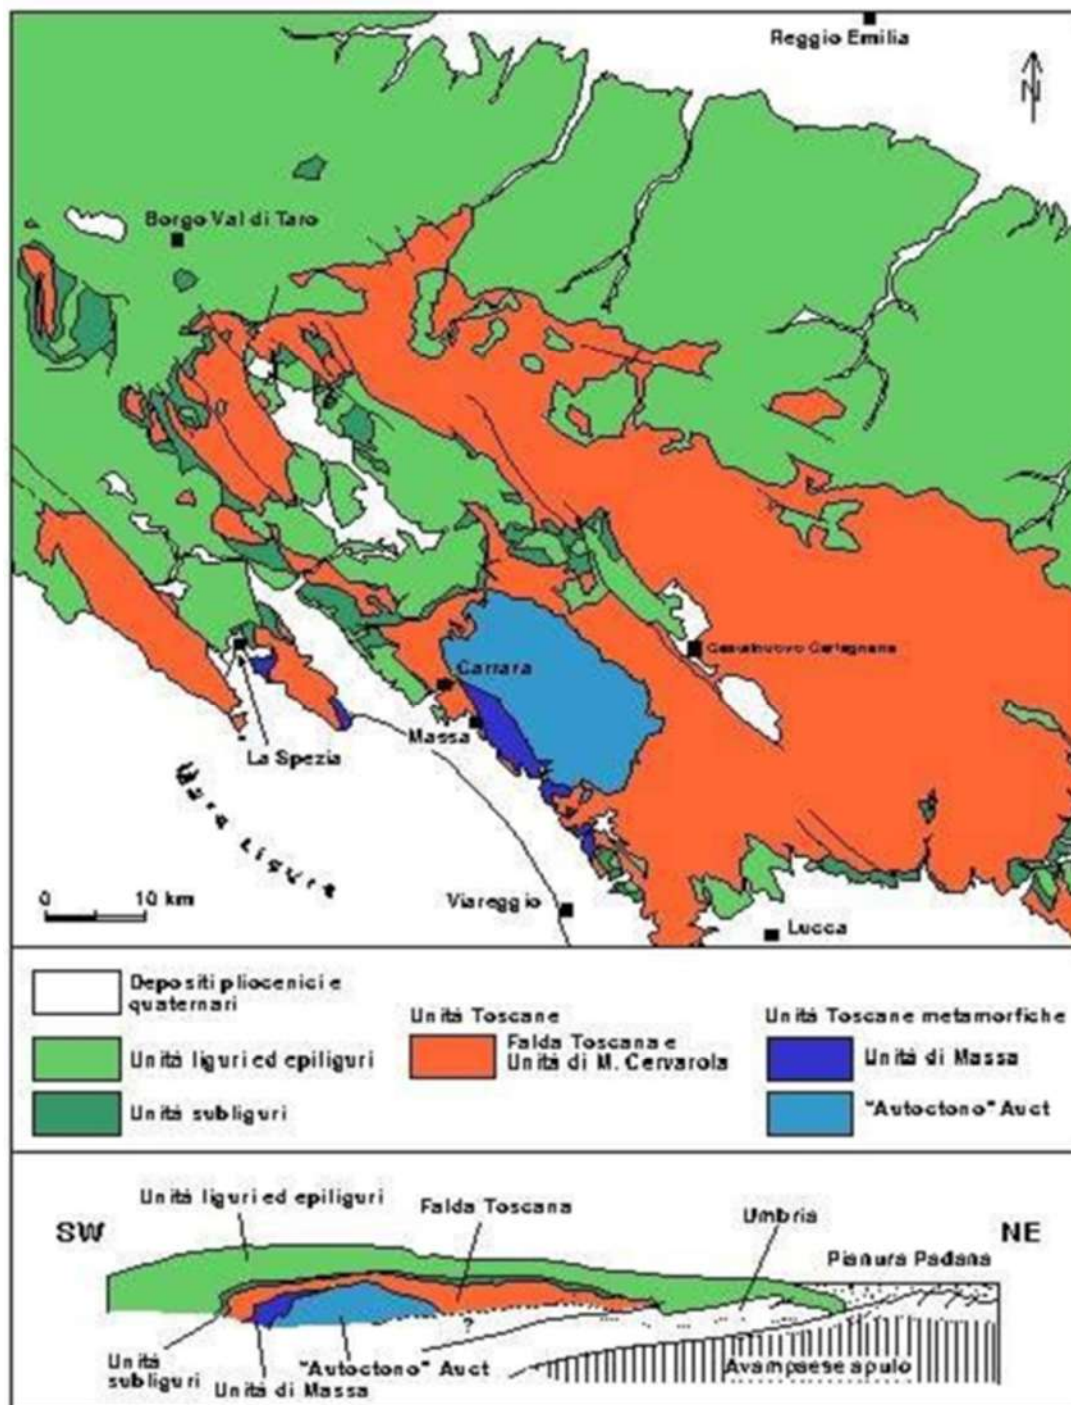 Reggio Emilia
N
Borgo Val di Taro
Carrara
Massa
La Spezia
Mare Ligure
0 10 km
Viareggio
Lucca
Depositi pliocenici e
quaternari
Unità liguri ed epiliguri
Unità subliguri
Unità Toscane
Falda Toscana e
Unità di M. Cervarola
Unità Toscane metamorfiche
Unità di Massa
"Autoctono" Auct
SW
Unità liguri ed epiliguri
Falda Toscana
Umbria
NE
Pianura Padana
?
Unità
subliguri
Unità di Massa
"Autoctono" Auct
Avampaese apulo